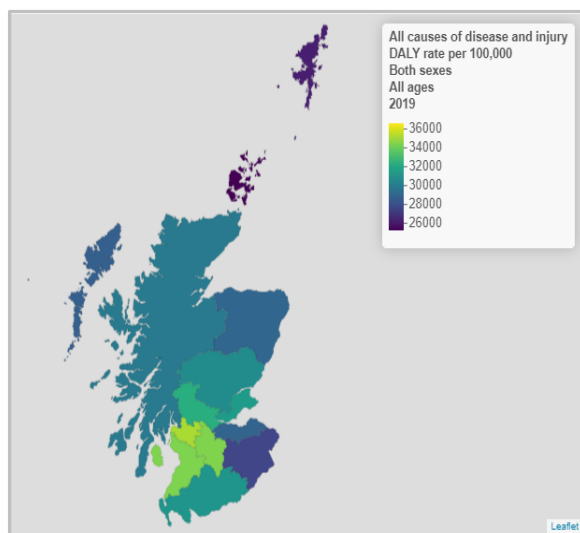 All causes of disease and injury
DALY rate per 100,000
Both sexes
All ages
2019
36000
34000
32000
30000
28000
26000
Leaflet